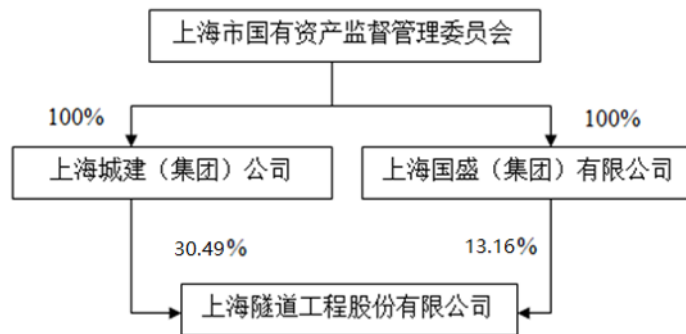 上海市国有资产监督管理委员会
100%
100%
上海城建（集团）公司
上海国盛（集团）有限公司
30.49%
13.16%
上海隧道工程股份有限公司